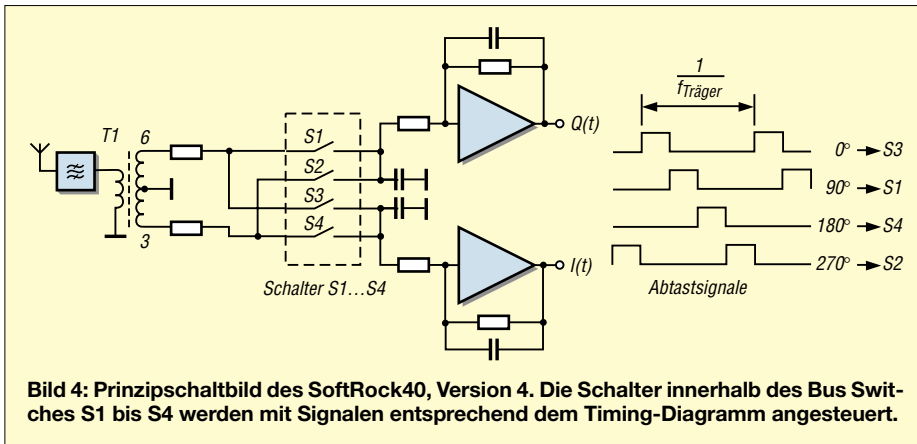 T1
6
3
S1
S2
S3
S4
Schalter S1...S4
Q(t)
I(t)
1
fTräger
0° → S3
90° → S1
180° → S4
270° → S2
Abtastsignale
Bild 4: Prinzipschaltbild des SoftRock40, Version 4. Die Schalter innerhalb des Bus Swit-
ches S1 bis S4 werden mit Signalen entsprechend dem Timing-Diagramm angesteuert.